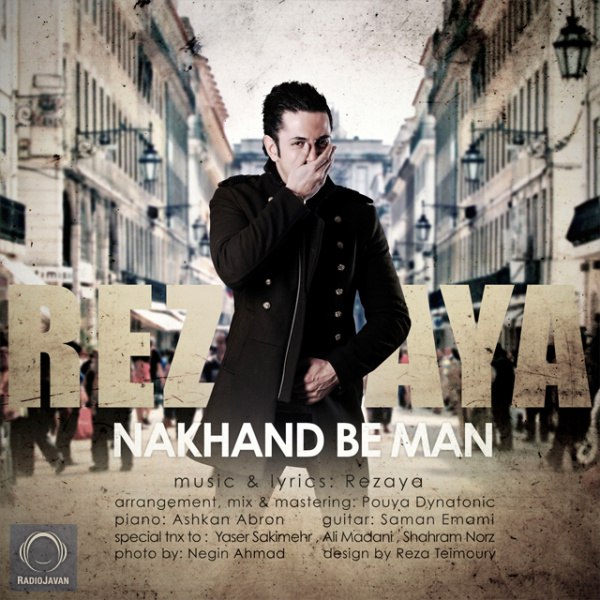 REZAYA
NAKHAND BE MAN
music & lyrics: Rezaya
arrangement, mix & mastering: Pouya Dynatonic
piano: Ashkan Abron guitar: Saman Emami
special tnx to : Yaser Sakimehr , Ali Madani , Shahram Norz
photo by: Negin Ahmad design by Reza Teimoury
RADIOJAVAN